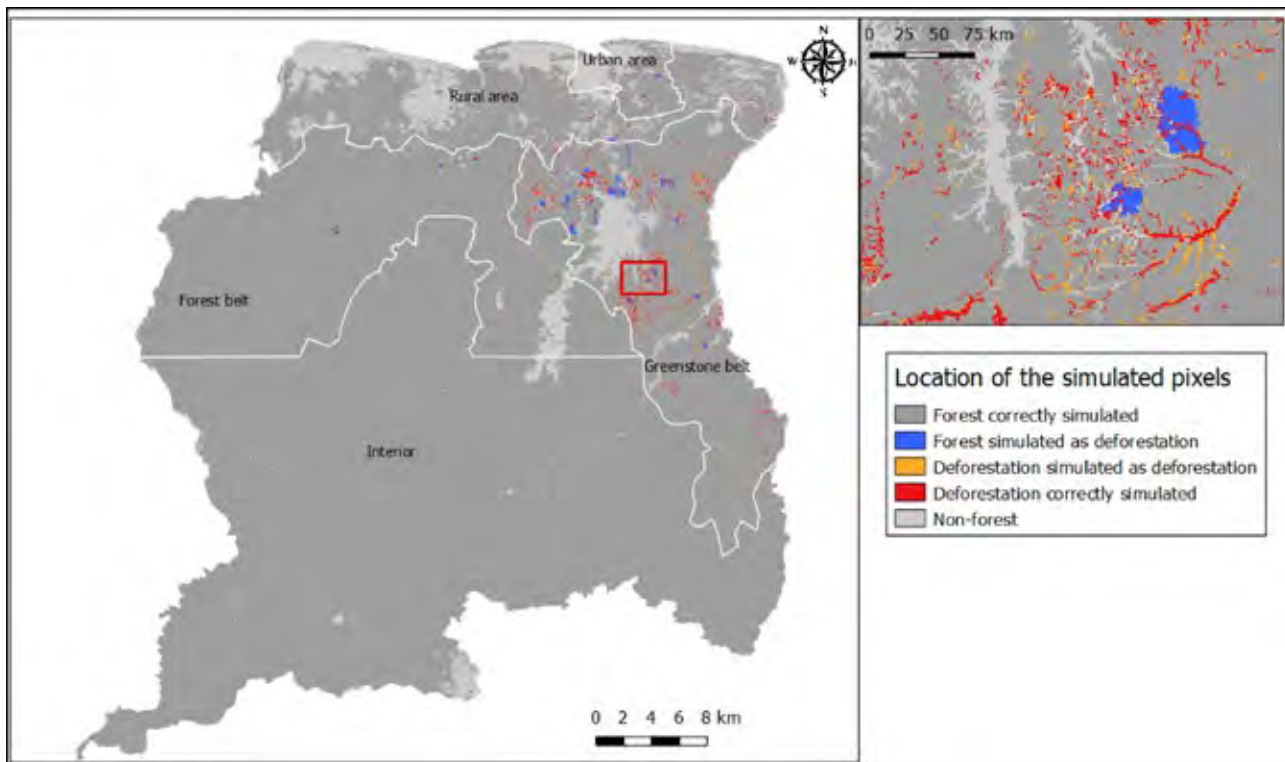 N
W
E
S
Urban area
Rural area
Forest belt
Greenstone belt
Interior
0 2 4 6 8 km
0 25 50 75 km
Location of the simulated pixels
Forest correctly simulated
Forest simulated as deforestation
Deforestation simulated as deforestation
Deforestation correctly simulated
Non-forest